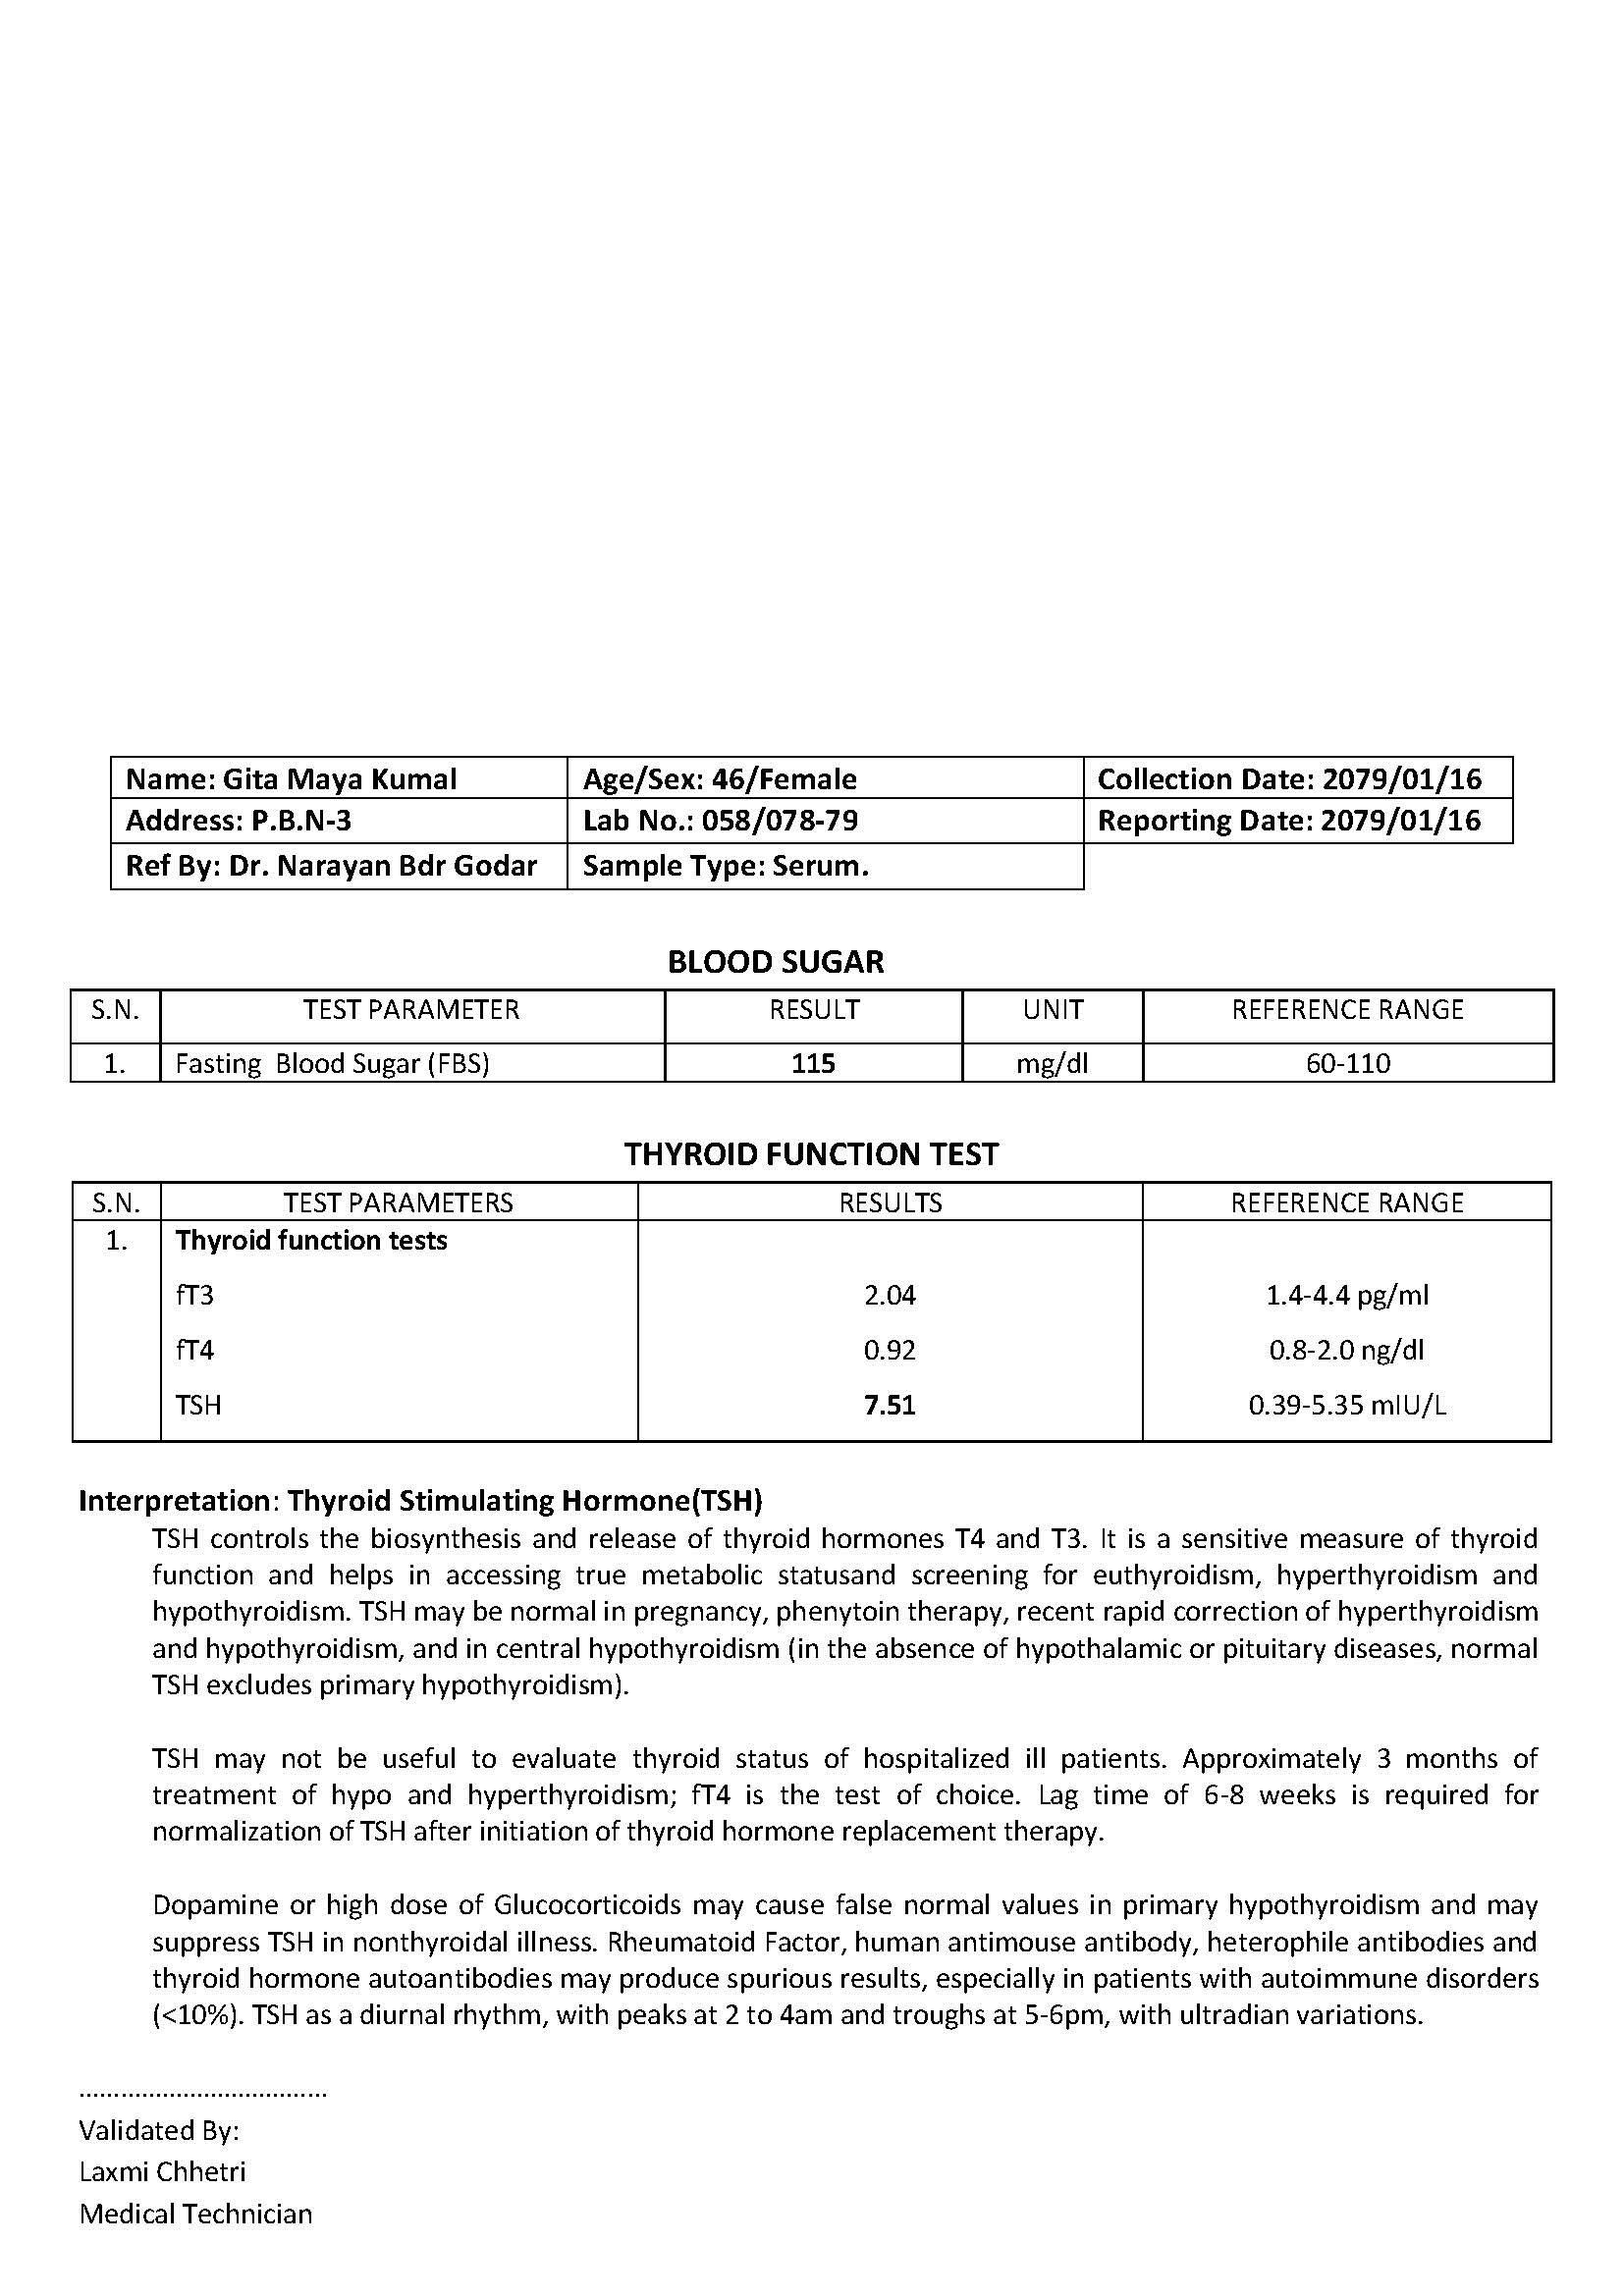 Name: Gita Maya Kumal Age/Sex: 46/Female Collection Date: 2079/01/16
Address: P.B.N-3 Lab No.: 058/078-79 Reporting Date: 2079/01/16
Ref By: Dr. Narayan Bdr Godar Sample Type: Serum.
BLOOD SUGAR
S.N. TEST PARAMETER RESULT UNIT REFERENCE RANGE
1. Fasting Blood Sugar (FBS) 115 mg/dl 60-110
THYROID FUNCTION TEST
S.N. TEST PARAMETERS RESULTS REFERENCE RANGE
1. Thyroid function tests
fT3 2.04 1.4-4.4 pg/ml
fT4 0.92 0.8-2.0 ng/dl
TSH 7.51 0.39-5.35 mIU/L
Interpretation: Thyroid Stimulating Hormone(TSH)
TSH controls the biosynthesis and release of thyroid hormones T4 and T3. It is a sensitive measure of thyroid
function and helps in accessing true metabolic statusand screening for euthyroidism, hyperthyroidism and
hypothyroidism. TSH may be normal in pregnancy, phenytoin therapy, recent rapid correction of hyperthyroidism
and hypothyroidism, and in central hypothyroidism (in the absence of hypothalamic or pituitary diseases, normal
TSH excludes primary hypothyroidism).
TSH may not be useful to evaluate thyroid status of hospitalized ill patients. Approximately 3 months of
treatment of hypo and hyperthyroidism; fT4 is the test of choice. Lag time of 6-8 weeks is required for
normalization of TSH after initiation of thyroid hormone replacement therapy.
Dopamine or high dose of Glucocorticoids may cause false normal values in primary hypothyroidism and may
suppress TSH in nonthyroidal illness. Rheumatoid Factor, human antimouse antibody, heterophile antibodies and
thyroid hormone autoantibodies may produce spurious results, especially in patients with autoimmune disorders
(<10%). TSH as a diurnal rhythm, with peaks at 2 to 4am and troughs at 5-6pm, with ultradian variations.
....................................
Validated By:
Laxmi Chhetri
Medical Technician